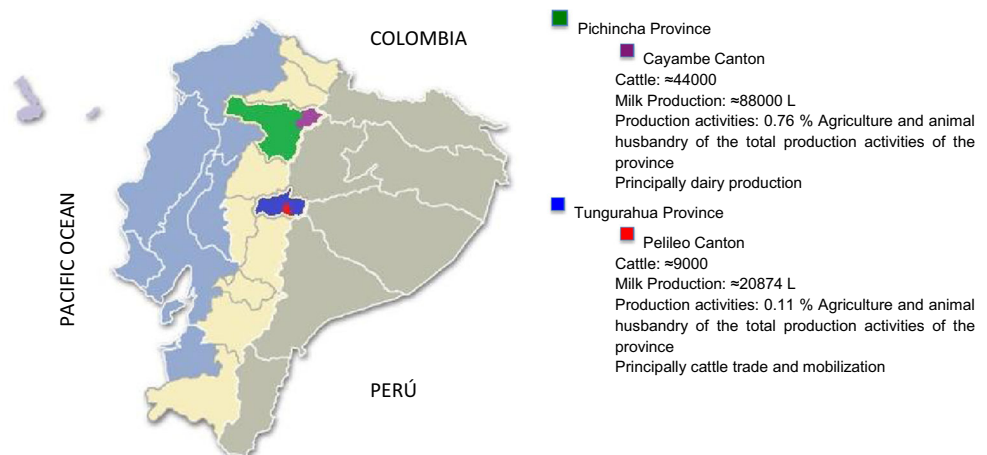 COLOMBIA
PACIFIC OCEAN
PERÚ
Pichincha Province
Cayambe Canton
Cattle: ≈44000
Milk Production: ≈88000 L
Production activities: 0.76 % Agriculture and animal
husbandry of the total production activities of the
province
Principally dairy production
Tungurahua Province
Pelileo Canton
Cattle: ≈9000
Milk Production: ≈20874 L
Production activities: 0.11 % Agriculture and animal
husbandry of the total production activities of the
province
Principally cattle trade and mobilization